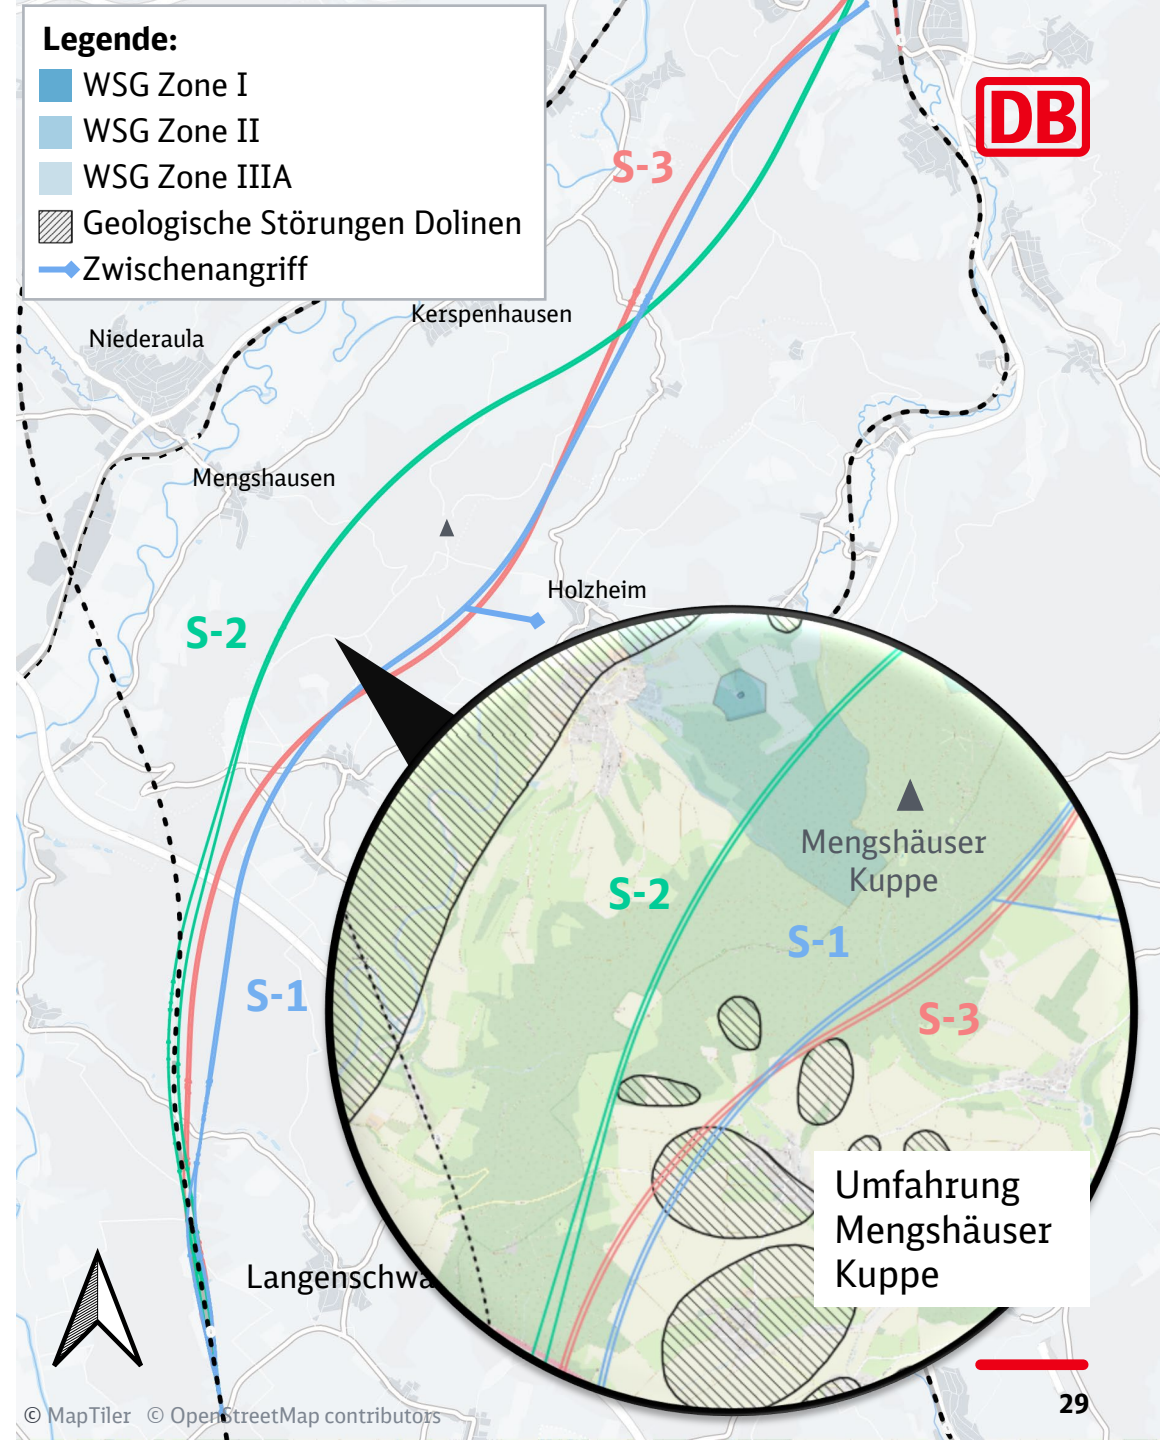 Legende:
WSG Zone I
WSG Zone II
WSG Zone IIIA
Geologische Störungen Dolinen
Zwischenangriff
DB
S-3
Kerspenhausen
Niederaula
Mengshausen
Holzheim
S-2
Mengshäuser
Kuppe
S-2
S-1
S-1
S-3
Umfahrung
Mengshäuser
Kuppe
Langenschwa
29
© MapTiler © OpenStreetMap contributors